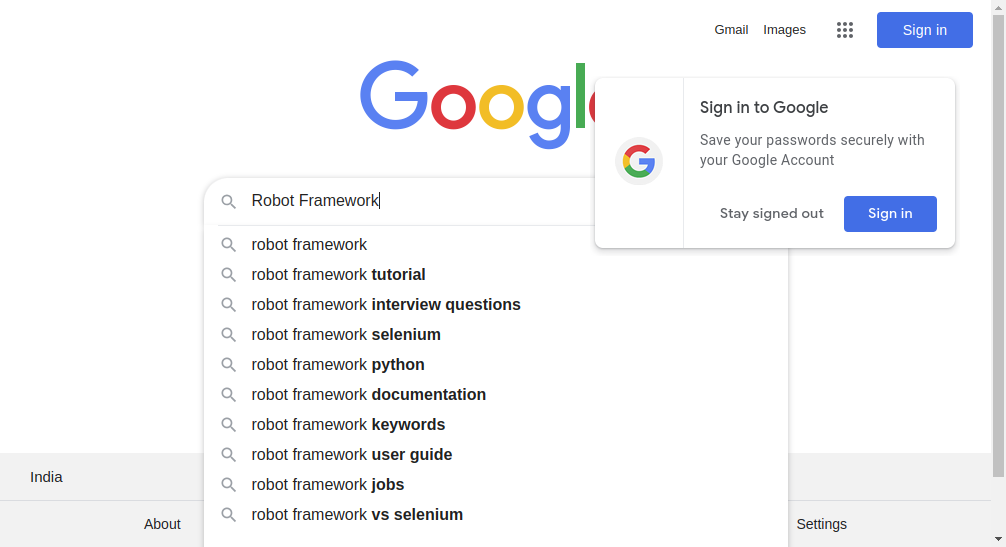 Gmail Images Sign in
Google
Sign in to Google
Save your passwords securely with
your Google Account
Stay signed out Sign in
Robot Framework
robot framework
robot framework tutorial
robot framework interview questions
robot framework selenium
robot framework python
robot framework documentation
robot framework keywords
robot framework user guide
robot framework jobs
robot framework vs selenium
India
About Settings